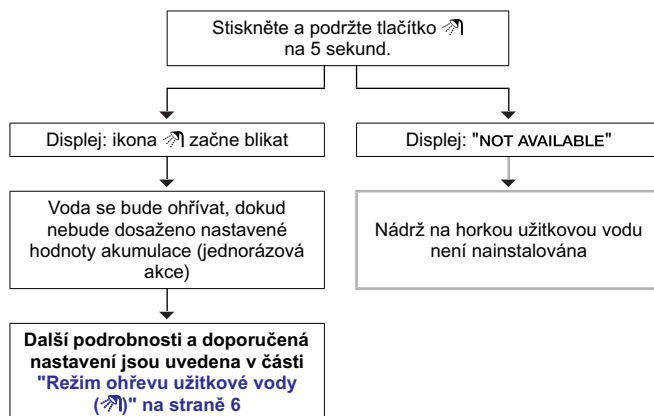 Stiskněte a podržte tlačítko
na 5 sekund.
Displej: ikona začne blikat
Displej: "NOT AVAILABLE"
Voda se bude ohřívat, dokud
nebude dosaženo nastavené
hodnoty akumulace (jednorázová
akce)
Nádrž na horkou užitkovou vodu
není nainstalována
Další podrobnosti a doporučená
nastavení jsou uvedena v části
"Režim ohřevu užitkové vody
()" na straně 6